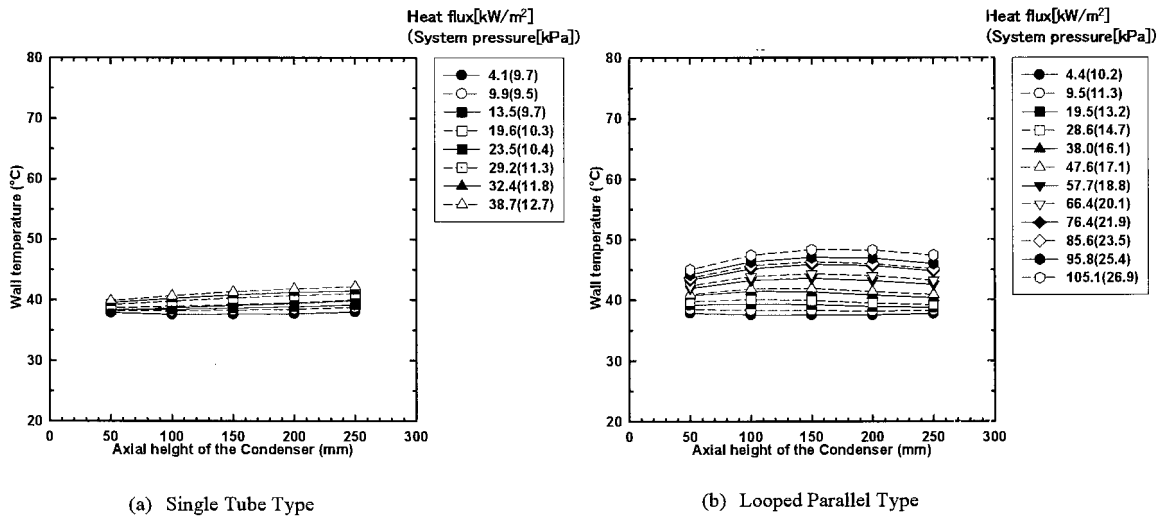 Heat flux[kW/m²]
(System pressure[kPa])
80
70
60
50
40
30
20
Wall temperature (°C)
0 50 100 150 200 250 300
Axial height of the Condenser (mm)
4.1(9.7)
9.9(9.5)
13.5(9.7)
19.6(10.3)
23.5(10.4)
29.2(11.3)
32.4(11.8)
38.7(12.7)
(a) Single Tube Type
Heat flux[kW/m²]
(System pressure[kPa])
80
70
60
50
40
30
20
Wall temperature (°C)
0 50 100 150 200 250 300
Axial height of the Condenser (mm)
4.4(10.2)
9.5(11.3)
19.5(13.2)
28.6(14.7)
38.0(16.1)
47.6(17.1)
57.7(18.8)
66.4(20.1)
76.4(21.9)
85.6(23.5)
95.8(25.4)
105.1(26.9)
(b) Looped Parallel Type